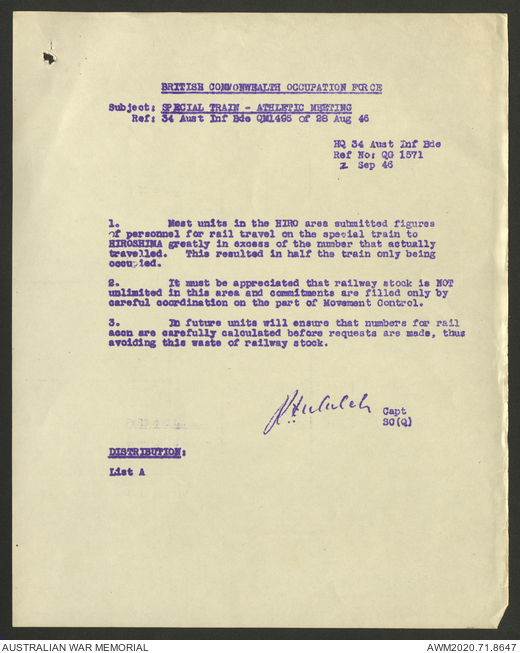 BRITISH COMMONWEALTH OCCUPATION FORCE
Subject: SPECIAL TRAIN - ATHLETIC MEETING
Ref: 34 Aust Inf Bde QM1495 of 28 Aug 46
HQ 34 Aust Inf Bde
Ref No: QG 1571
2 Sep 46
1. Most units in the HIRO area submitted figures
of personnel for rail travel on the special train to
HIROSHIMA greatly in excess of the number that actually
travelled. This resulted in half the train only being
occupied.
2. It must be appreciated that railway stock is NOT
unlimited in this area and commitments are filled only by
careful coordination on the part of Movement Control.
3. In future units will ensure that numbers for rail
accn are carefully calculated before requests are made, thus
avoiding this waste of railway stock.
Capt
SC(Q)
DISTRIBUTION:
List A
AUSTRALIAN WAR MEMORIAL
AWM2020.71.8647